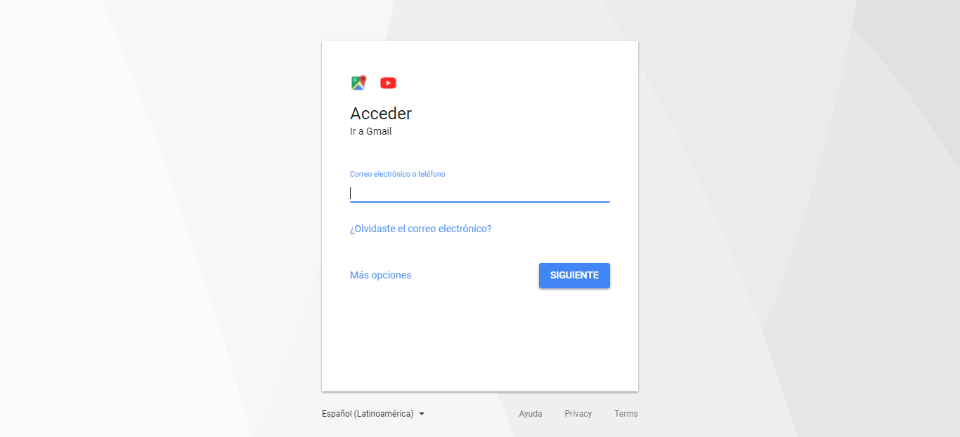 Acceder
Ir a Gmail
Correo electrónico o teléfono
¿Olvidaste el correo electrónico?
Más opciones
SIGUIENTE
Español (Latinoamérica)
Ayuda
Privacy
Terms